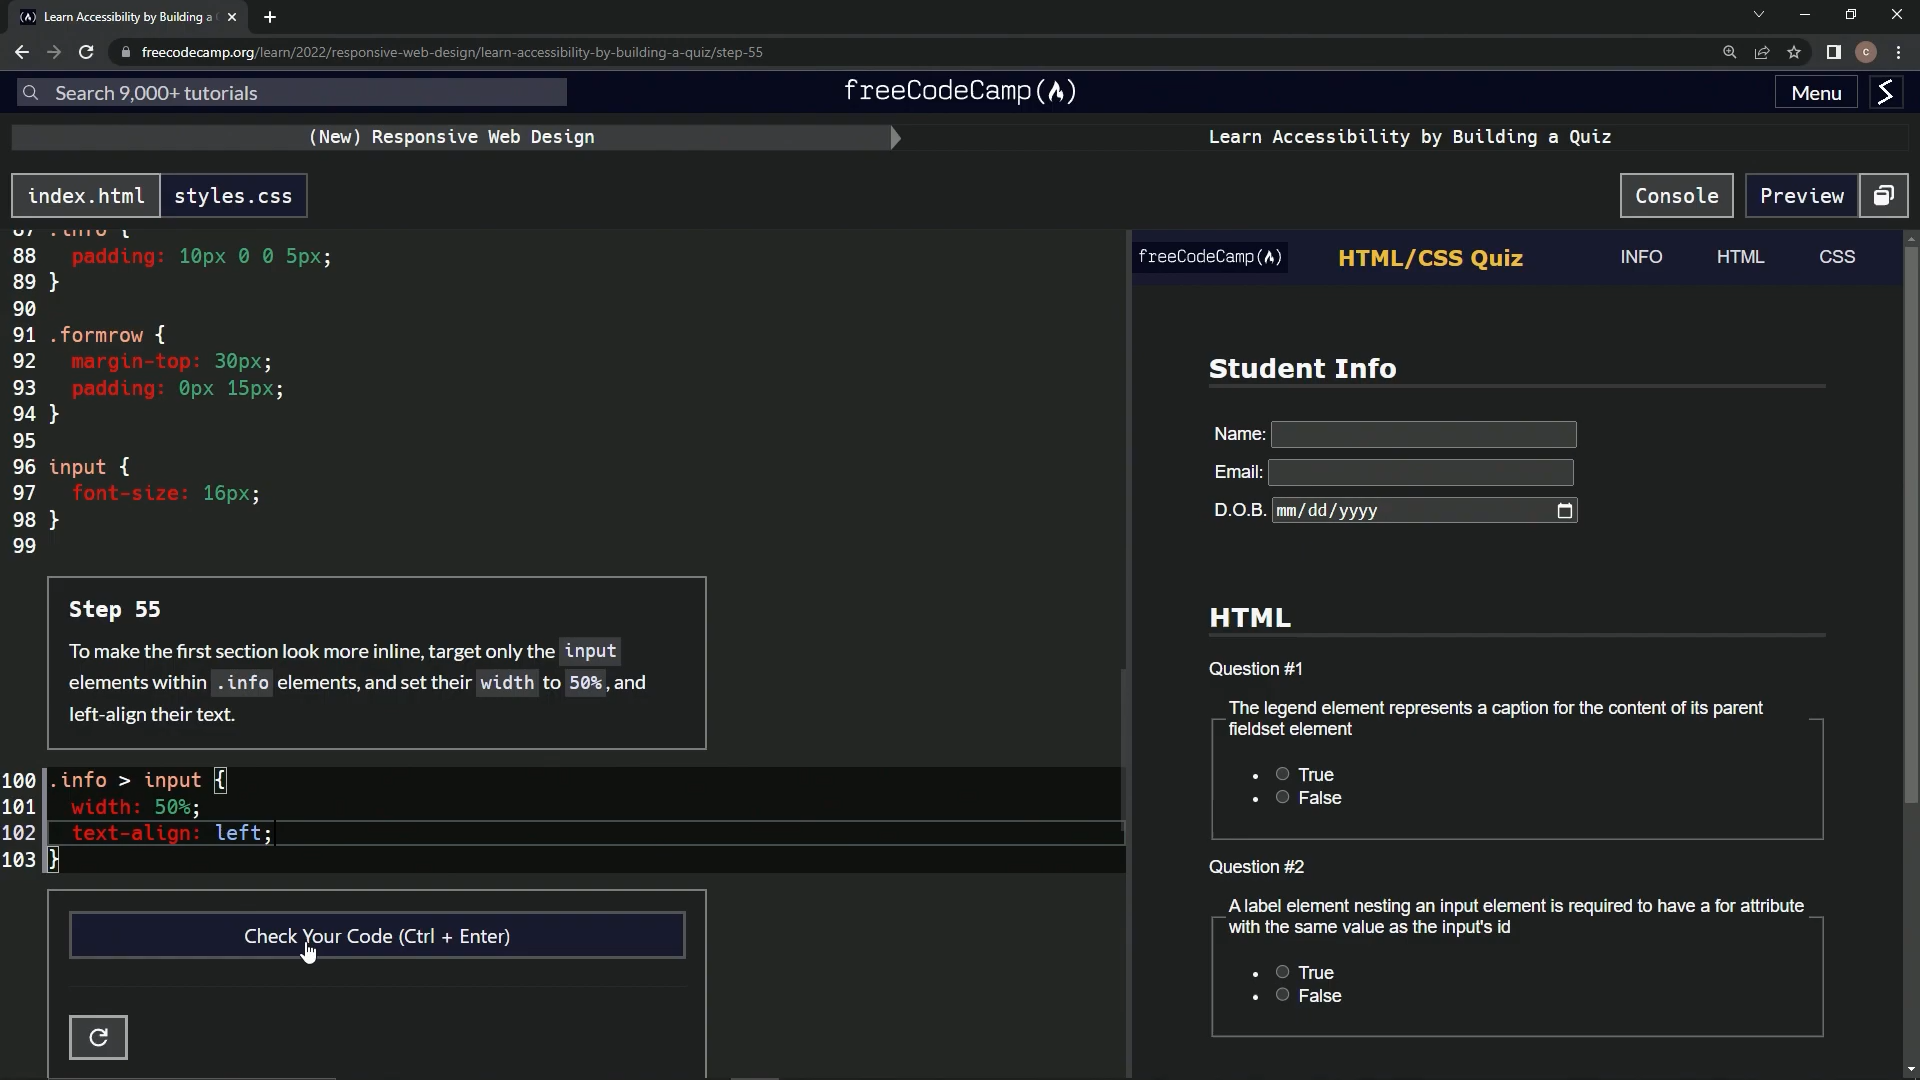 Learn Accessibility by Building a
freecodecamp.org/learn/2022/responsive-web-design/learn-accessibility-by-building-a-quiz/step-55
c
Search 9,000+ tutorials
freeCodeCamp(🔥)
Menu
(New) Responsive Web Design
Learn Accessibility by Building a Quiz
index.html
styles.css
Console
Preview
87 .info {
88 padding: 10px 0 0 5px;
89 }
90
91 .formrow {
92 margin-top: 30px;
93 padding: 0px 15px;
94 }
95
96 input {
97 font-size: 16px;
98 }
99
Step 55
To make the first section look more inline, target only the input
elements within .info elements, and set their width to 50%, and
left-align their text.
100 .info > input {
101 width: 50%;
102 text-align: left;
103 }
Check Your Code (Ctrl + Enter)
freeCodeCamp(🔥)
HTML/CSS Quiz
INFO
HTML
CSS
Student Info
Name:
Email:
D.O.B. mm/dd/yyyy
HTML
Question #1
The legend element represents a caption for the content of its parent
fieldset element
• True
• False
Question #2
A label element nesting an input element is required to have a for attribute
with the same value as the input's id
• True
• False